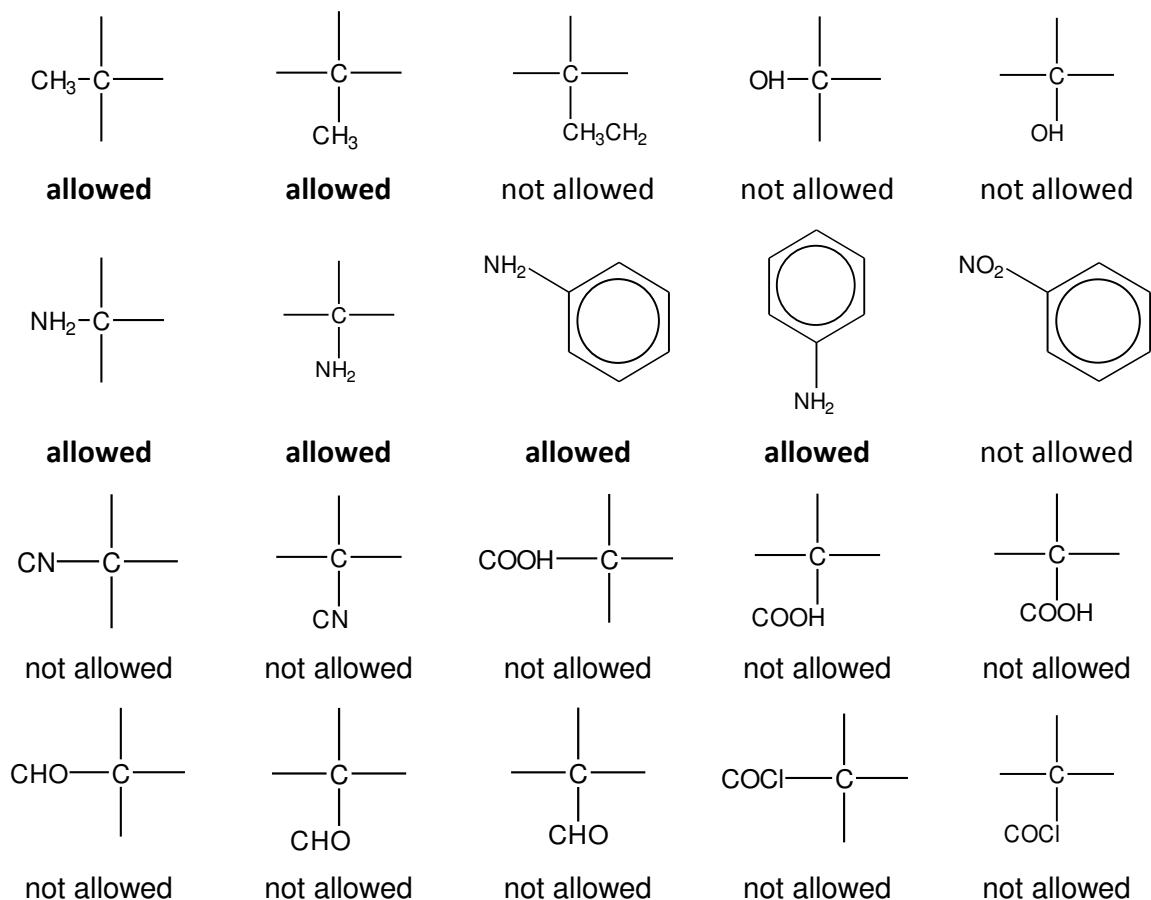 CH₃ C C C OH C C
CH₃ CH₃CH₂ OH
allowed allowed not allowed not allowed not allowed
NH₂ C C NH₂ NO₂
NH₂ NH₂
allowed allowed allowed allowed not allowed
CN C C COOH C C C
CN COOH COOH
not allowed not allowed not allowed not allowed not allowed
CHO C C C COCl C C
CHO CHO COCl
not allowed not allowed not allowed not allowed not allowed